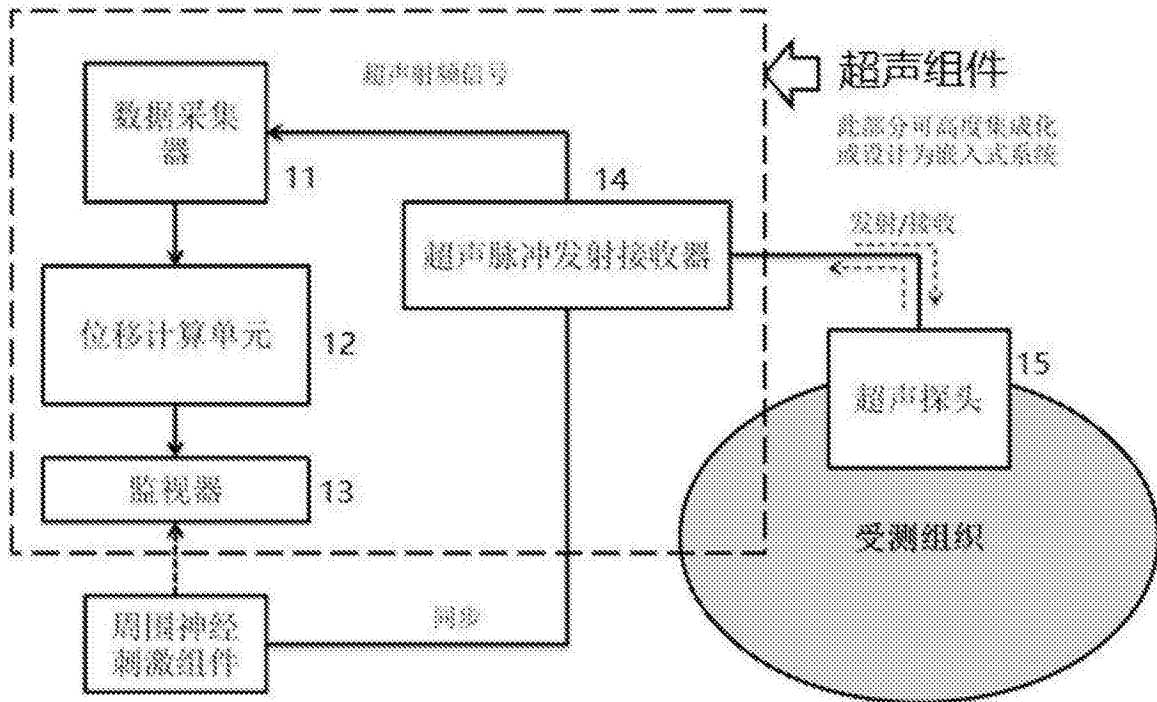 超声射频信号
超声组件
数据采集
器
11
此部分可高度集成化
或设计为嵌入式系统
14
发射/接收
超声脉冲发射接收器
位移计算单元
12
15
超声探头
监视器
13
受测组织
周围神经
刺激组件
同步